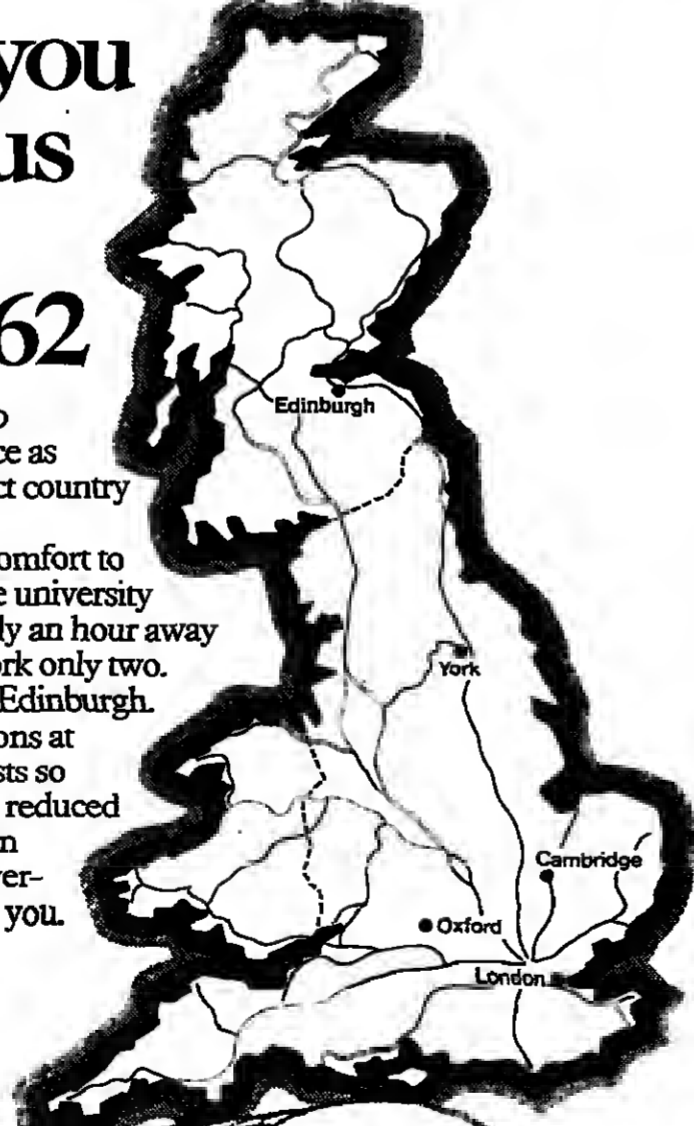 you
us
62
ce as
ct country
omfort to
e university
ly an hour away
ork only two.
Edinburgh.
ons at
sts so
reduced
n
ver-
you.
Edinburgh
York
Cambridge
Oxford
London